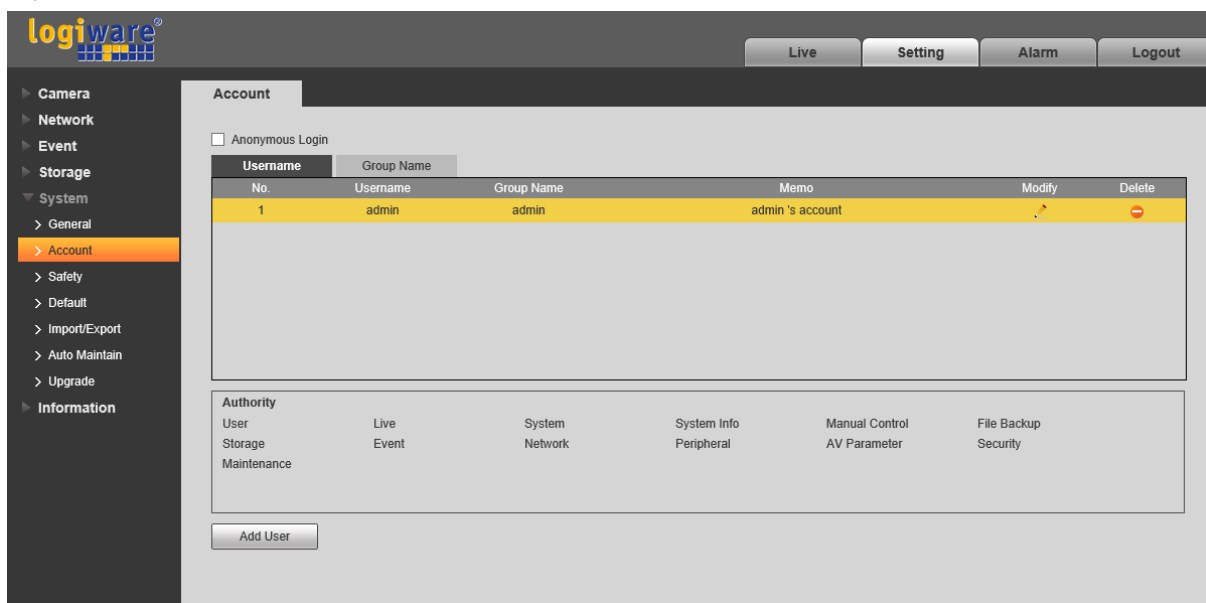 logiware®
Live Setting Alarm Logout
Camera
Network
Event
Storage
System
> General
> Account
> Safety
> Default
> Import/Export
> Auto Maintain
> Upgrade
Information
Account
Anonymous Login
Username Group Name
No. Username Group Name Memo Modify Delete
1 admin admin admin 's account
Authority
User Live System System Info Manual Control File Backup
Storage Event Network Peripheral AV Parameter Security
Maintenance
Add User